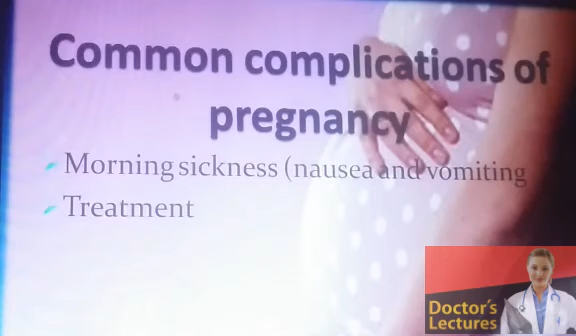 Common complications of
pregnancy
Morning sickness (nausea and vomiting
Treatment
Doctor's
Lectures